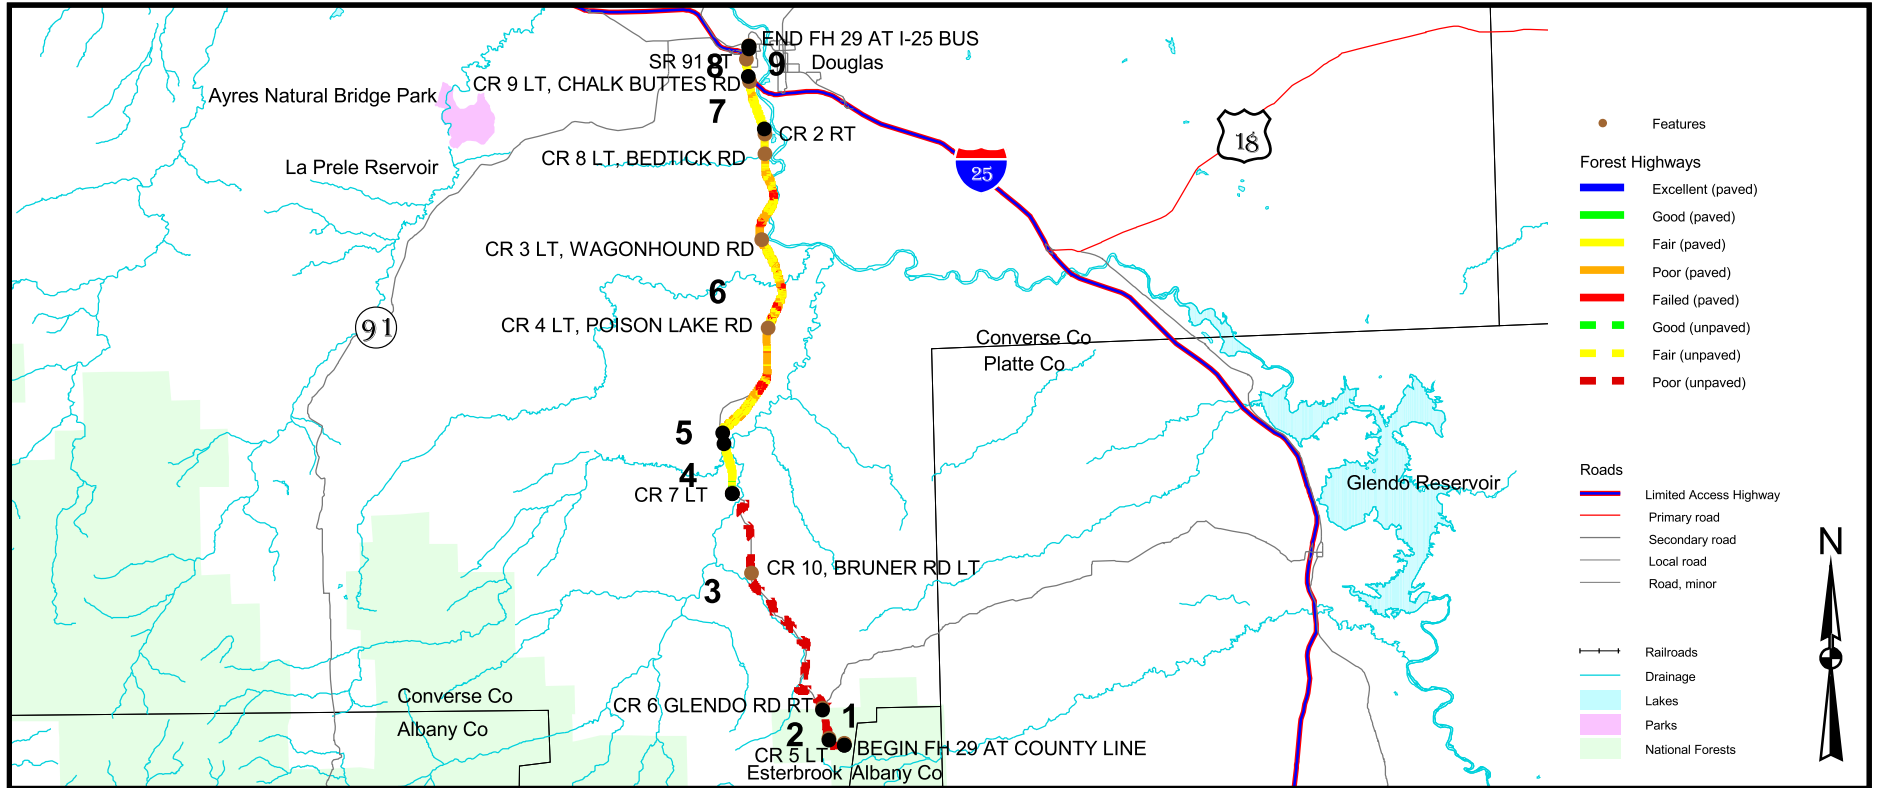 END FH 29 AT I-25 BUS
SR 91 LT
8
9
Douglas
CR 9 LT, CHALK BUTTES RD
Ayres Natural Bridge Park
7
CR 2 RT
La Prele Rservoir
CR 8 LT, BEDTICK RD
25
18
CR 3 LT, WAGONHOUND RD
6
CR 4 LT, POISON LAKE RD
91
Converse Co
Platte Co
5
4
CR 7 LT
Glendo Reservoir
CR 10, BRUNER RD LT
3
Converse Co
Albany Co
CR 6 GLENDO RD RT
1
2
BEGIN FH 29 AT COUNTY LINE
CR 5 LT
Esterbrook
Albany Co
Features
Forest Highways
Excellent (paved)
Good (paved)
Fair (paved)
Poor (paved)
Failed (paved)
Good (unpaved)
Fair (unpaved)
Poor (unpaved)
Roads
Limited Access Highway
Primary road
Secondary road
Local road
Road, minor
Railroads
Drainage
Lakes
Parks
National Forests
N